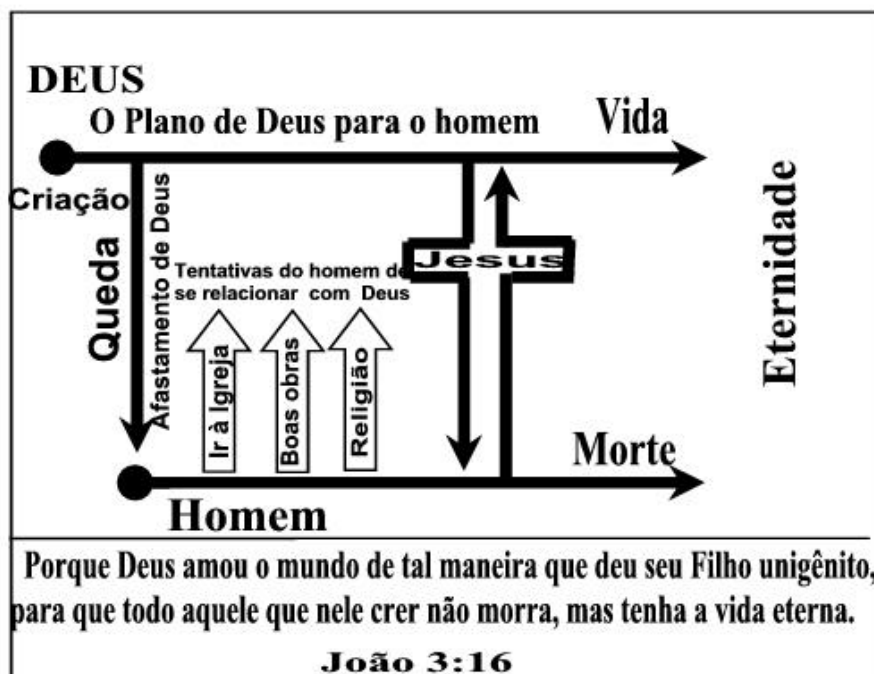 DEUS
O Plano de Deus para o homem
Vida
Criação
Queda
Afastamento de Deus
Tentativas do homem de
se relacionar com Deus
Ir à Igreja
Boas obras
Religião
Jesus
Eternidade
Morte
Homem
Porque Deus amou o mundo de tal maneira que deu seu Filho unigênito,
para que todo aquele que nele crer não morra, mas tenha a vida eterna.
João 3:16